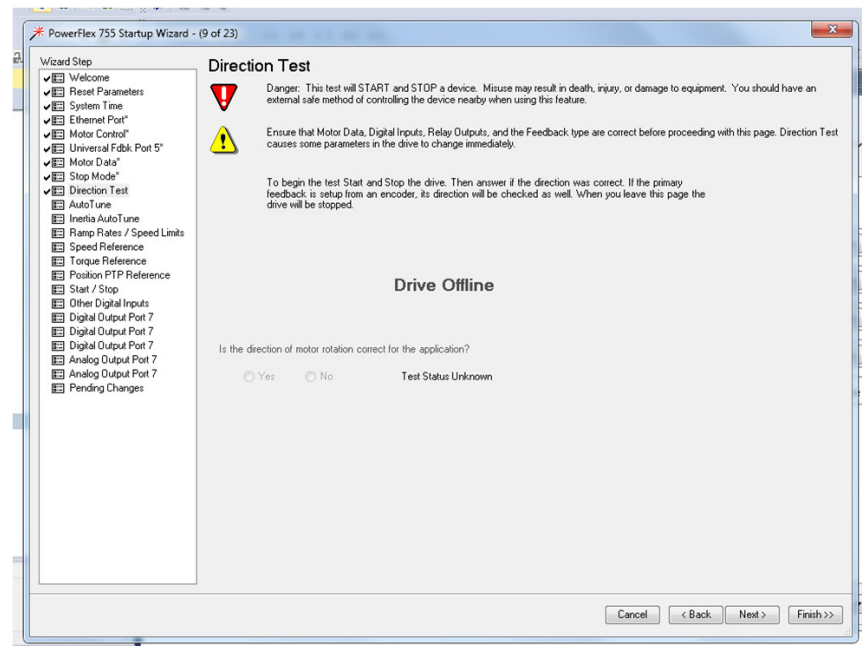 PowerFlex 755 Startup Wizard - (9 of 23)
Wizard Step
Welcome
Reset Parameters
System Time
Ethernet Port"
Motor Control"
Universal Fdbk Port 5"
Motor Data"
Stop Mode"
Direction Test
AutoTune
Inertia AutoTune
Ramp Rates / Speed Limits
Speed Reference
Torque Reference
Position PTP Reference
Start / Stop
Other Digital Inputs
Digital Output Port 7
Digital Output Port 7
Digital Output Port 7
Analog Output Port 7
Analog Output Port 7
Pending Changes
Direction Test
Danger: This test will START and STOP a device. Misuse may result in death, injury, or damage to equipment. You should have an
external safe method of controlling the device nearby when using this feature.
Ensure that Motor Data, Digital Inputs, Relay Outputs, and the Feedback type are correct before proceeding with this page. Direction Test
causes some parameters in the drive to change immediately.
To begin the test Start and Stop the drive. Then answer if the direction was correct. If the primary
feedback is setup from an encoder, its direction will be checked as well. When you leave this page the
drive will be stopped.
Drive Offline
Is the direction of motor rotation correct for the application?
Yes No Test Status Unknown
Cancel < Back Next > Finish >>